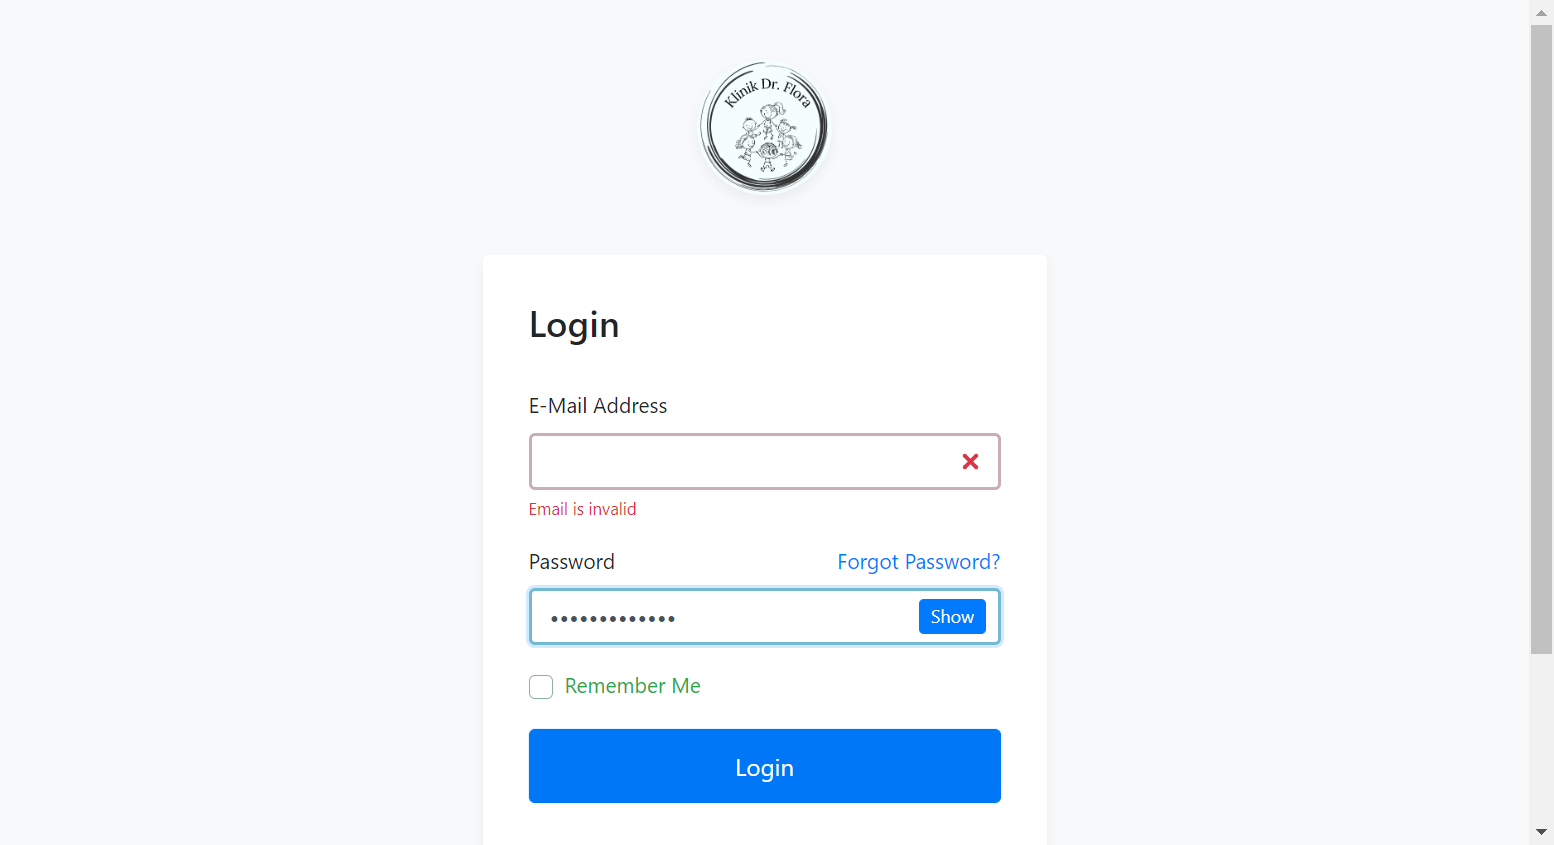 Klinik Dr. Flora
Login
E-Mail Address
Email is invalid
Password Forgot Password?
••••••••••••• Show
Remember Me
Login